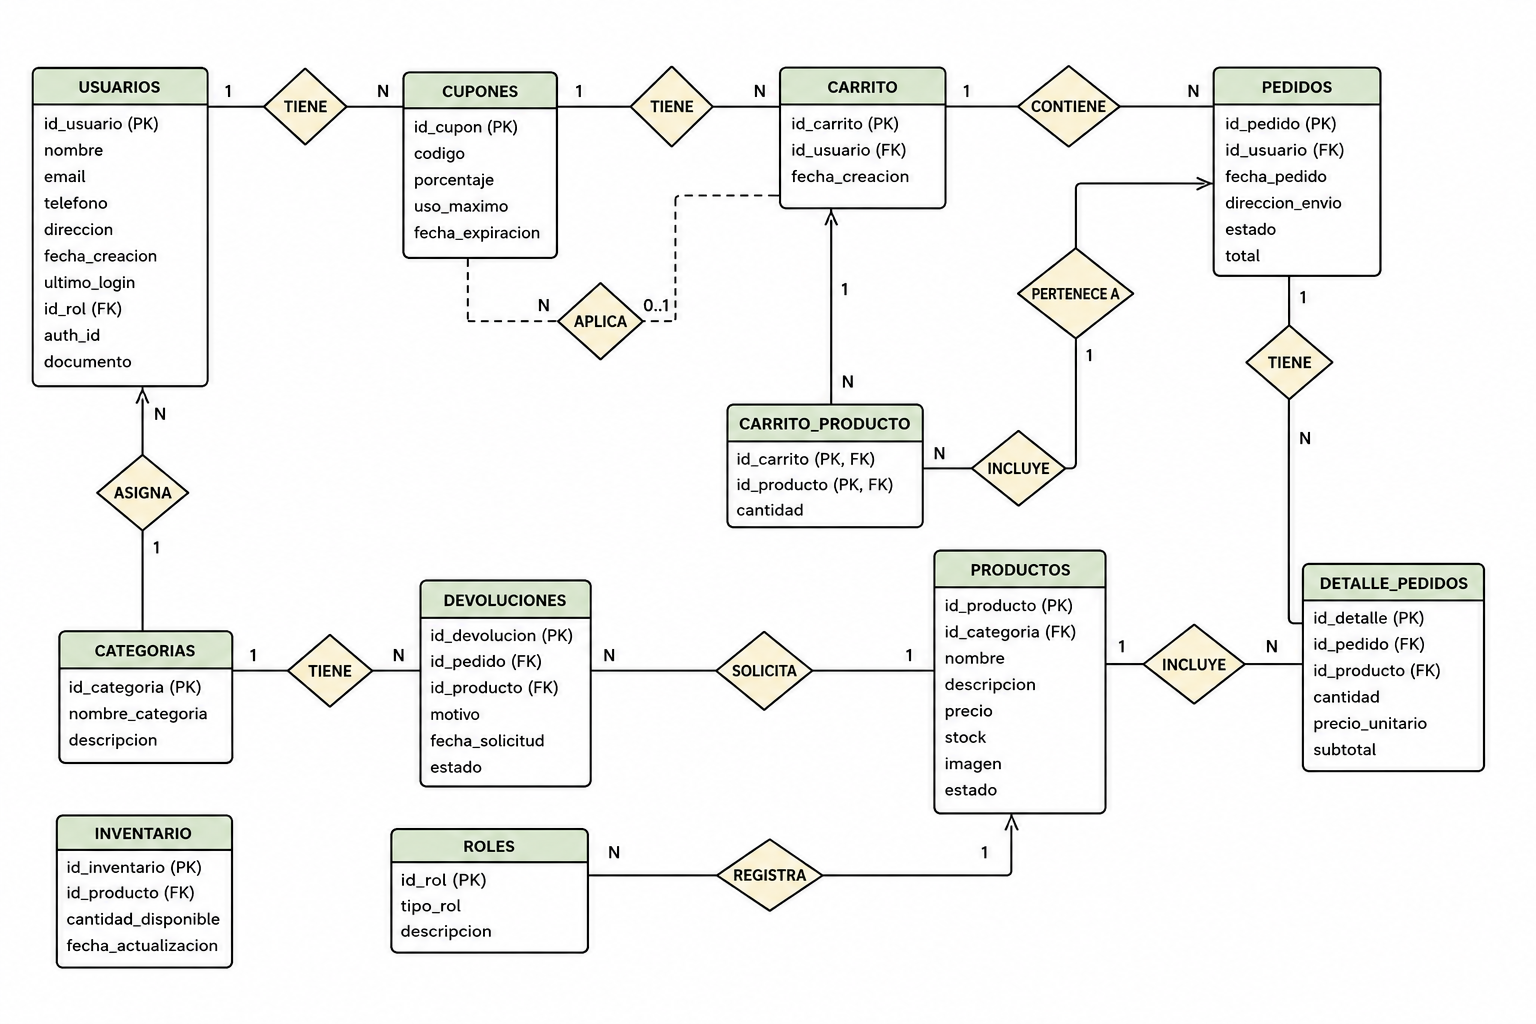 USUARIOS
id_usuario (PK)
nombre
email
telefono
direccion
fecha_creacion
ultimo_login
id_rol (FK)
auth_id
documento
1
TIENE
N
CUPONES
id_cupon (PK)
codigo
porcentaje
uso_maximo
fecha_expiracion
1
TIENE
N
CARRITO
id_carrito (PK)
id_usuario (FK)
fecha_creacion
1
CONTIENE
N
PEDIDOS
id_pedido (PK)
id_usuario (FK)
fecha_pedido
direccion_envio
estado
total
N
APLICA
0..1
1
N
PERTENECE A
1
1
TIENE
N
CARRITO_PRODUCTO
id_carrito (PK, FK)
id_producto (PK, FK)
cantidad
N
INCLUYE
N
ASIGNA
1
CATEGORIAS
id_categoria (PK)
nombre_categoria
descripcion
1
TIENE
N
DEVOLUCIONES
id_devolucion (PK)
id_pedido (FK)
id_producto (FK)
motivo
fecha_solicitud
estado
N
SOLICITA
1
PRODUCTOS
id_producto (PK)
id_categoria (FK)
nombre
descripcion
precio
stock
imagen
estado
1
INCLUYE
N
DETALLE_PEDIDOS
id_detalle (PK)
id_pedido (FK)
id_producto (FK)
cantidad
precio_unitario
subtotal
INVENTARIO
id_inventario (PK)
id_producto (FK)
cantidad_disponible
fecha_actualizacion
ROLES
id_rol (PK)
tipo_rol
descripcion
N
REGISTRA
1